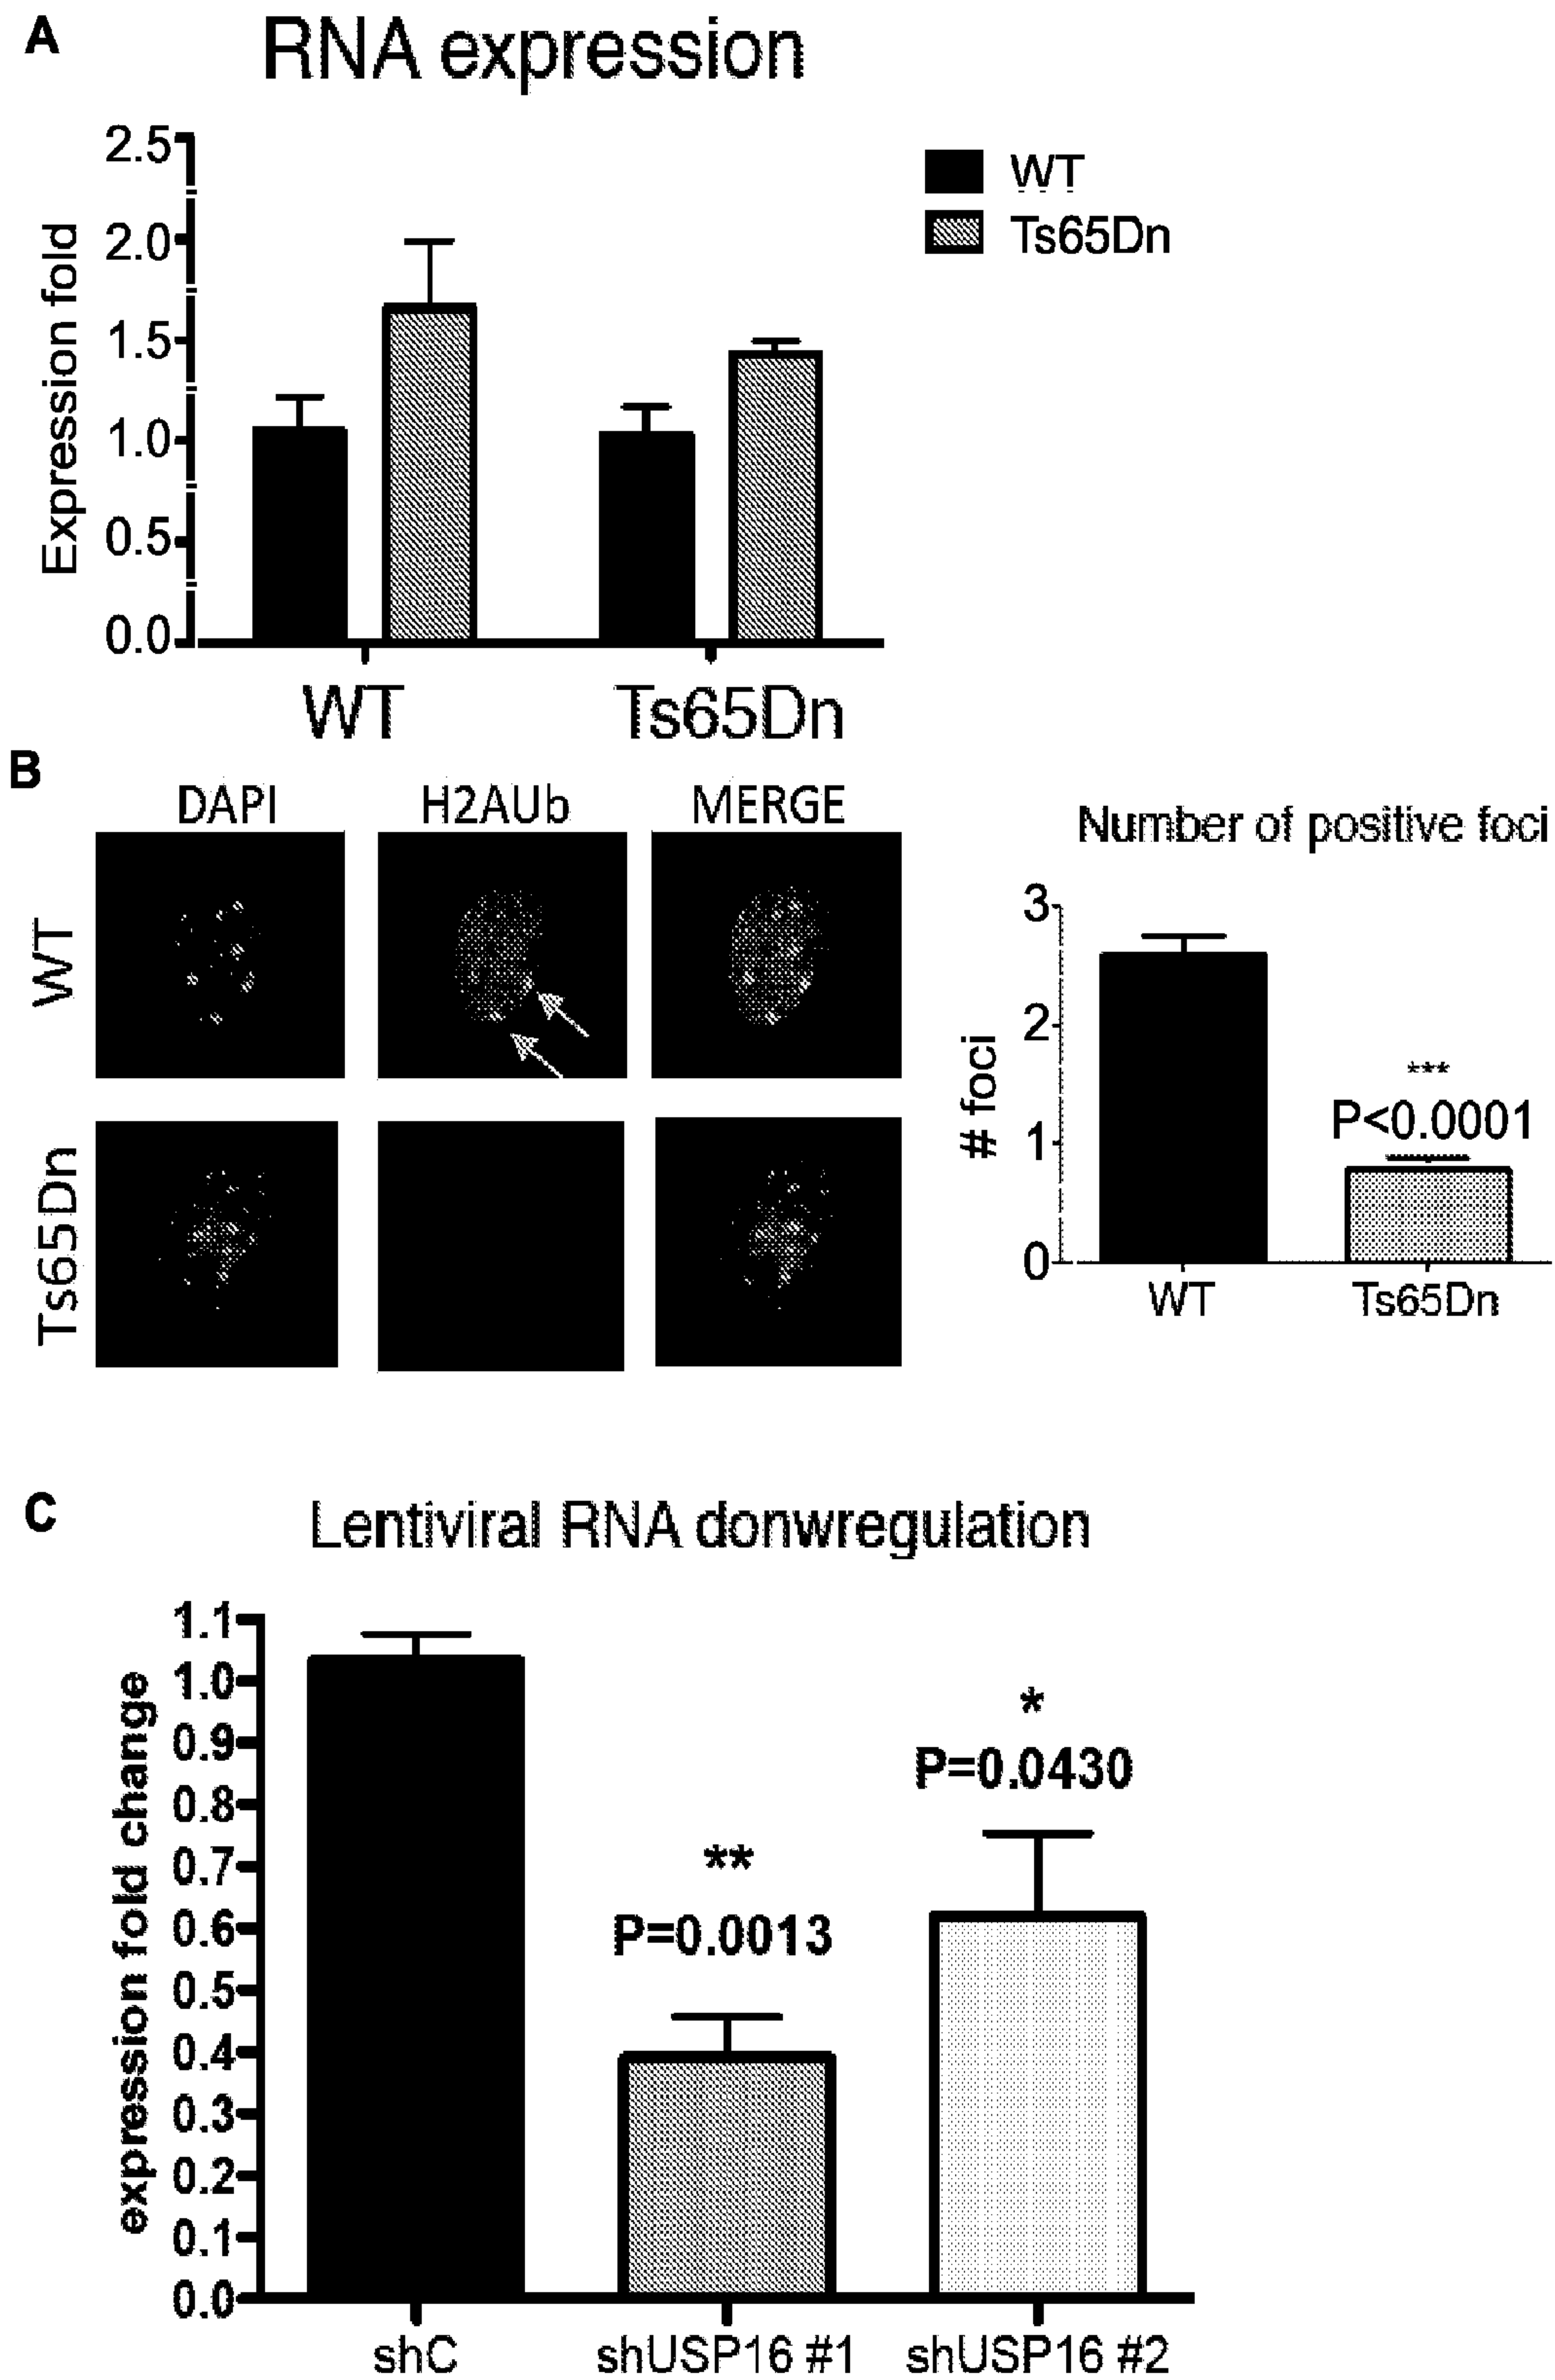 A
RNA expression
2.5
2.0
1.5
1.0
0.5
0.0
Expression fold
WT
Ts65Dn
WT
Ts65Dn
B
DAPI
H2AUb
MERGE
WT
Ts65Dn
Number of positive foci
3
2
1
0
# foci
***
P<0.0001
WT
Ts65Dn
C
Lentiviral RNA donwregulation
1.1
1.0
0.9
0.8
0.7
0.6
0.5
0.4
0.3
0.2
0.1
0.0
expression fold change
**
P=0.0013
*
P=0.0430
shC
shUSP16 #1
shUSP16 #2